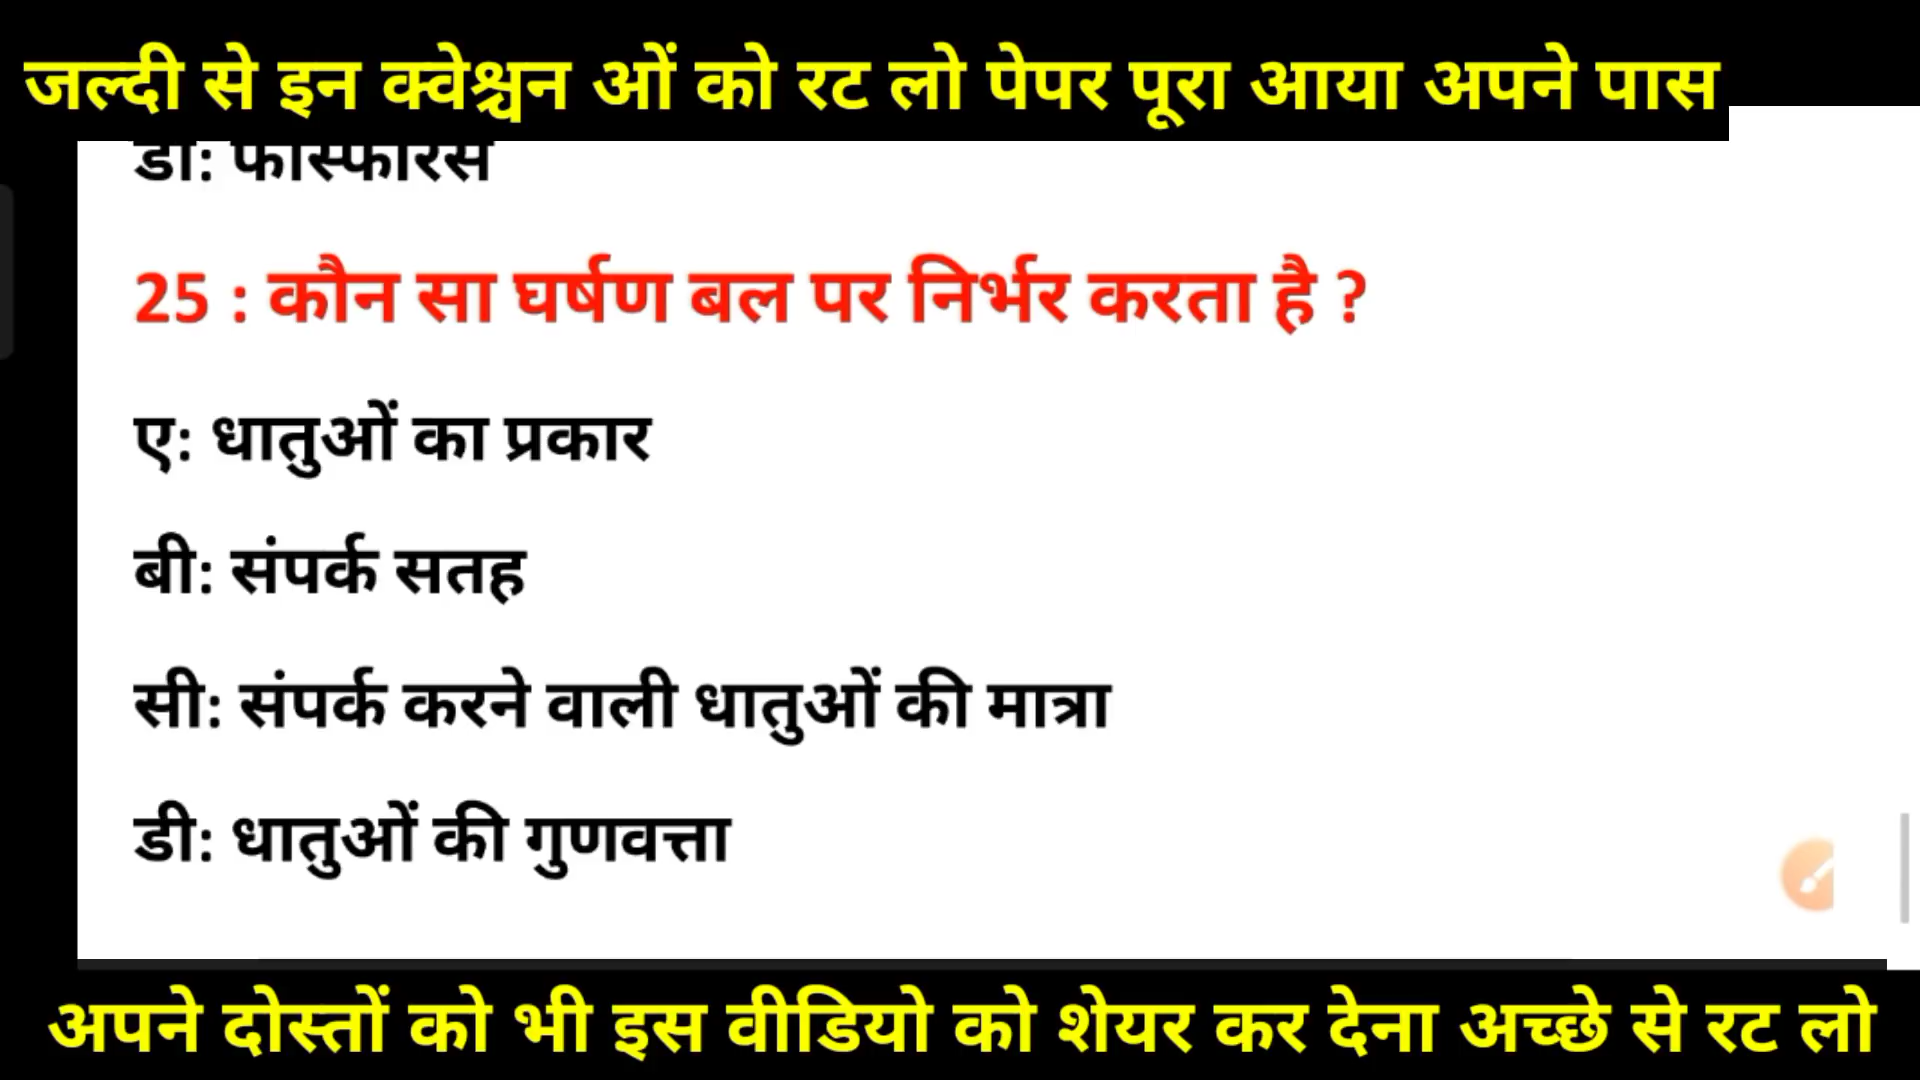 जल्दी से इन क्वेश्चन ओं को रट लो पेपर पूरा आया अपने पास
डी: फॉस्फोरस
25 : कौन सा घर्षण बल पर निर्भर करता है ?
ए: धातुओं का प्रकार
बी: संपर्क सतह
सी: संपर्क करने वाली धातुओं की मात्रा
डी: धातुओं की गुणवत्ता
अपने दोस्तों को भी इस वीडियो को शेयर कर देना अच्छे से रट लो